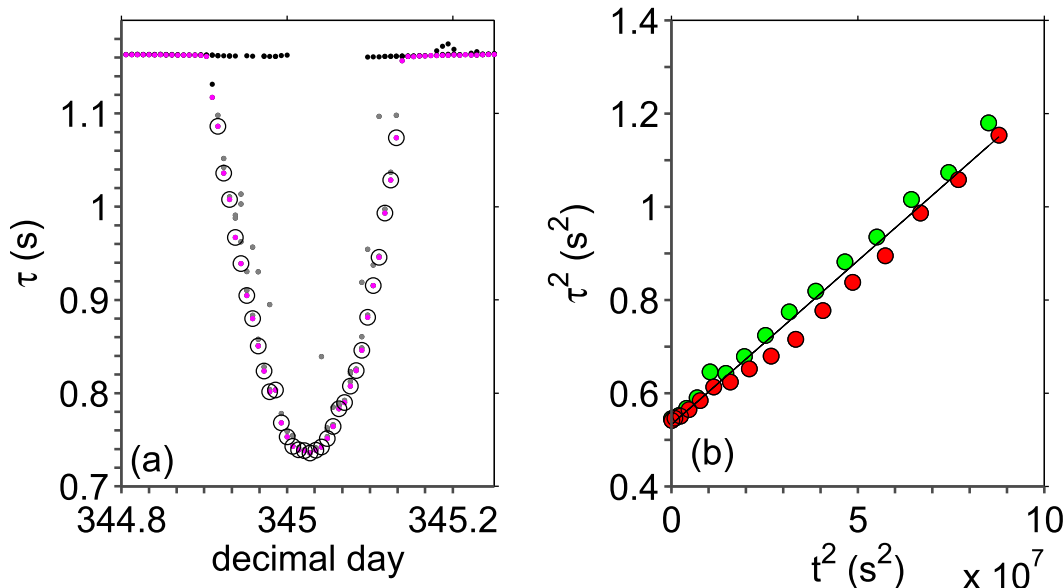 1.1
1
0.9
0.8
0.7
τ (s)
(a)
344.8 345 345.2
decimal day
1.4
1.2
1
0.8
0.6
0.4
τ² (s²)
(b)
0 5 10
t² (s²) x 10⁷